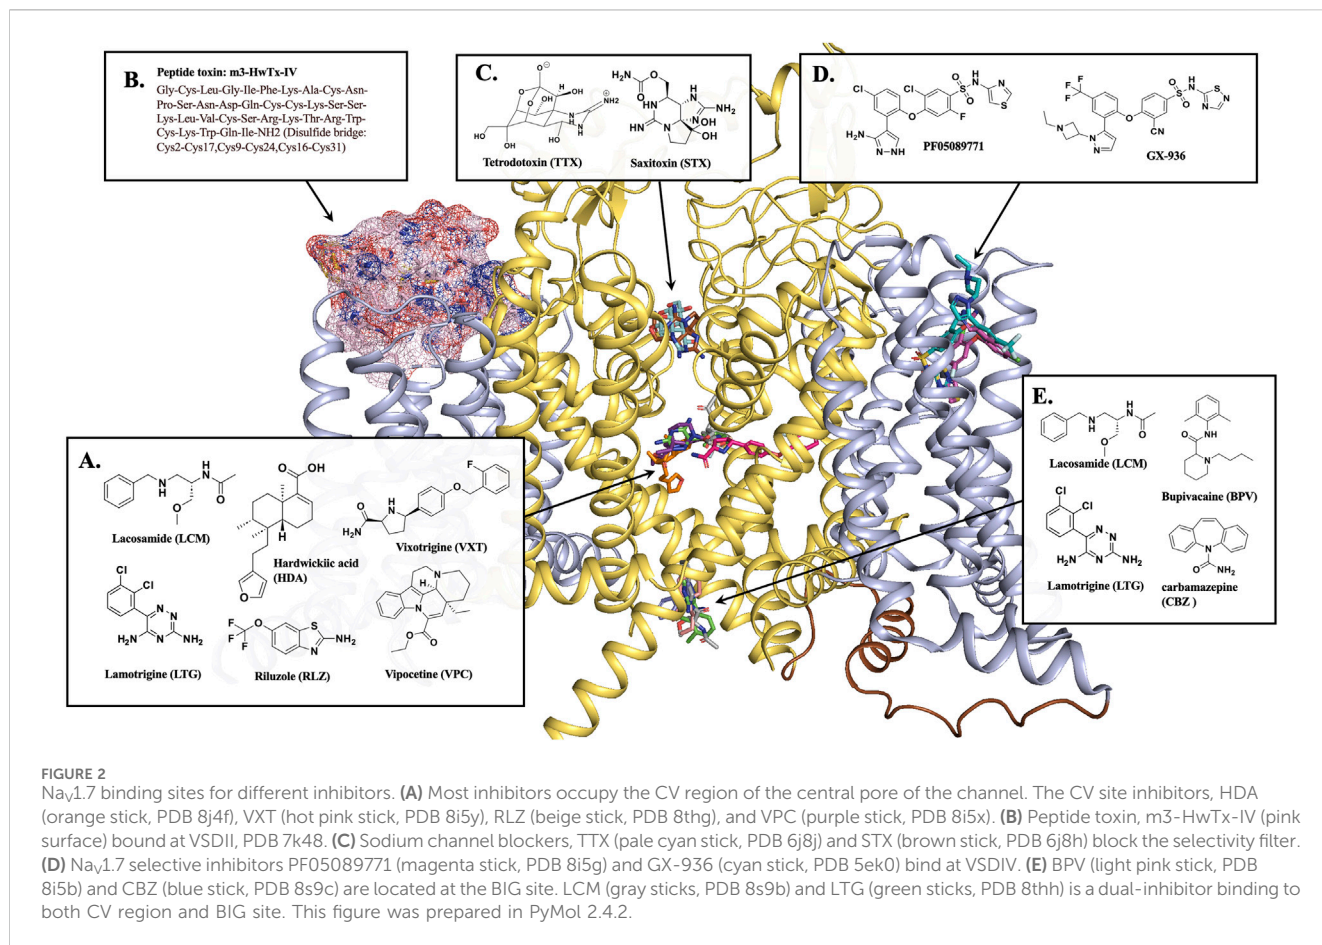 B.
Peptide toxin: m3-HwTx-IV
Gly-Cys-Leu-Gly-Ile-Phe-Lys-Ala-Cys-Asn-
Pro-Ser-Asn-Asp-Gln-Cys-Cys-Lys-Ser-Ser-
Lys-Leu-Val-Cys-Ser-Arg-Lys-Thr-Arg-Trp-
Cys-Lys-Trp-Gln-Ile-NH2 (Disulfide bridge:
Cys2-Cys17,Cys9-Cys24,Cys16-Cys31)
C.
Tetrodotoxin (TTX)
Saxitoxin (STX)
D.
PF05089771
GX-936
A.
Lacosamide (LCM)
Hardwickiic acid
(HDA)
Vixotrigine (VXT)
Lamotrigine (LTG)
Riluzole (RLZ)
Vipocetine (VPC)
E.
Lacosamide (LCM)
Bupivacaine (BPV)
Lamotrigine (LTG)
carbamazepine
(CBZ )
FIGURE 2
NaV1.7 binding sites for different inhibitors. (A) Most inhibitors occupy the CV region of the central pore of the channel. The CV site inhibitors, HDA
(orange stick, PDB 8j4f), VXT (hot pink stick, PDB 8i5y), RLZ (beige stick, PDB 8thg), and VPC (purple stick, PDB 8i5x). (B) Peptide toxin, m3-HwTx-IV (pink
surface) bound at VSDII, PDB 7k48. (C) Sodium channel blockers, TTX (pale cyan stick, PDB 6j8j) and STX (brown stick, PDB 6j8h) block the selectivity filter.
(D) NaV1.7 selective inhibitors PF05089771 (magenta stick, PDB 8i5g) and GX-936 (cyan stick, PDB 5ek0) bind at VSDIV. (E) BPV (light pink stick, PDB
8i5b) and CBZ (blue stick, PDB 8s9c) are located at the BIG site. LCM (gray sticks, PDB 8s9b) and LTG (green sticks, PDB 8thh) is a dual-inhibitor binding to
both CV region and BIG site. This figure was prepared in PyMol 2.4.2.